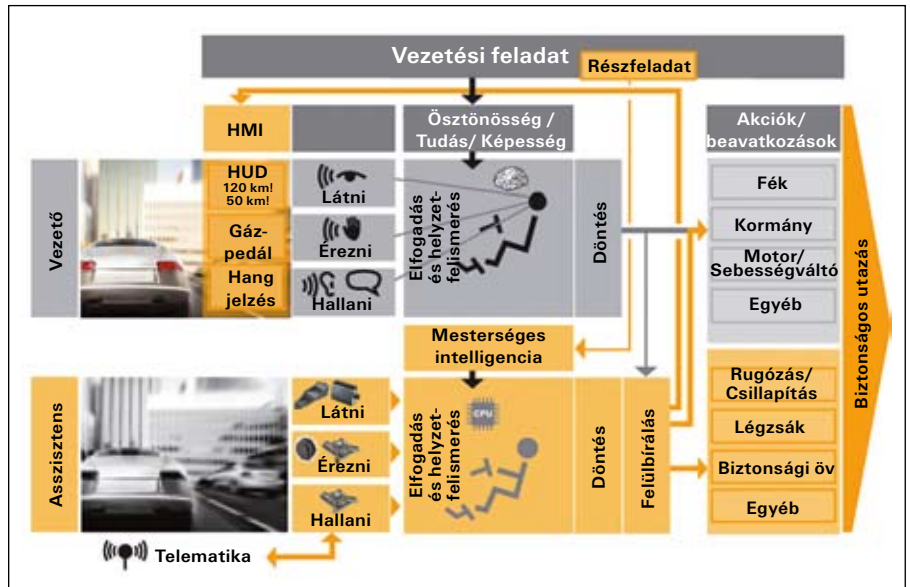 Vezetési feladat
Részfeladat
HMI
Ösztönösség /
Tudás/ Képesség
Akciók/
beavatkozások
Vezető
HUD
120 km!
50 km!
Gáz-
pedál
Hang
jelzés
Látni
Érezni
Hallani
Elfogadás
és helyzet-
felismerés
Döntés
Fék
Kormány
Motor/
Sebességváltó
Egyéb
Biztonságos utazás
Mesterséges
intelligencia
Asszisztens
Látni
Érezni
Hallani
CPU
Elfogadás
és helyzet-
felismerés
Döntés
Felülbírálás
Rugózás/
Csillapítás
Légzsák
Biztonsági öv
Egyéb
Telematika